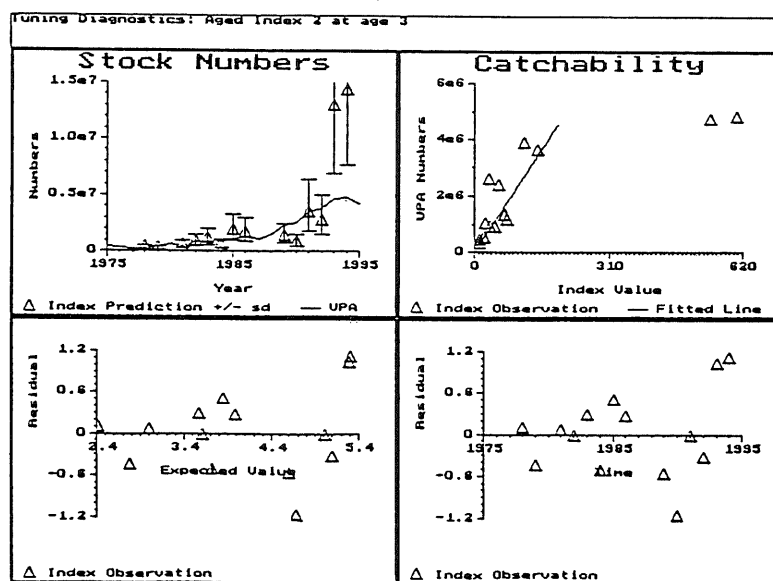 Tuning Diagnostics: Aged Index 2 at age 3
Stock Numbers
1.5e7
1.0e7
0.5e7
0
Numbers
1975 1985 1995
Year
△ Index Prediction +/- sd — VPA
Catchability
6e6
4e6
2e6
0
VPA Numbers
0 310 620
Index Value
△ Index Observation — Fitted Line
1.2
0.6
0
-0.6
-1.2
Residual
2.4 3.4 4.4 5.4
Expected Value
△ Index Observation
1.2
0.6
0
-0.6
-1.2
Residual
1975 1985 1995
Time
△ Index Observation